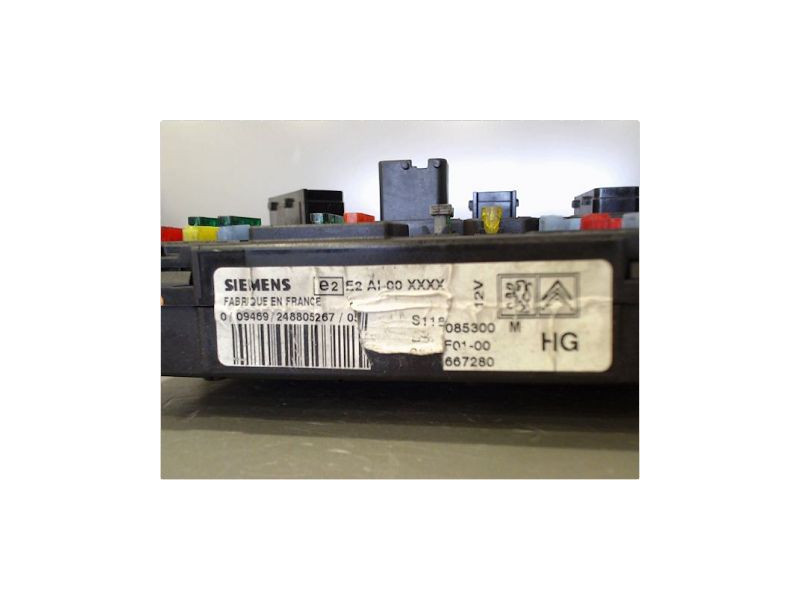 SIEMENS e2 E2 A1-00 XXXX
FABRIQUE EN FRANCE
12V
0/09469/248805267/05
S118 085300 M
F01-00
667280
HG